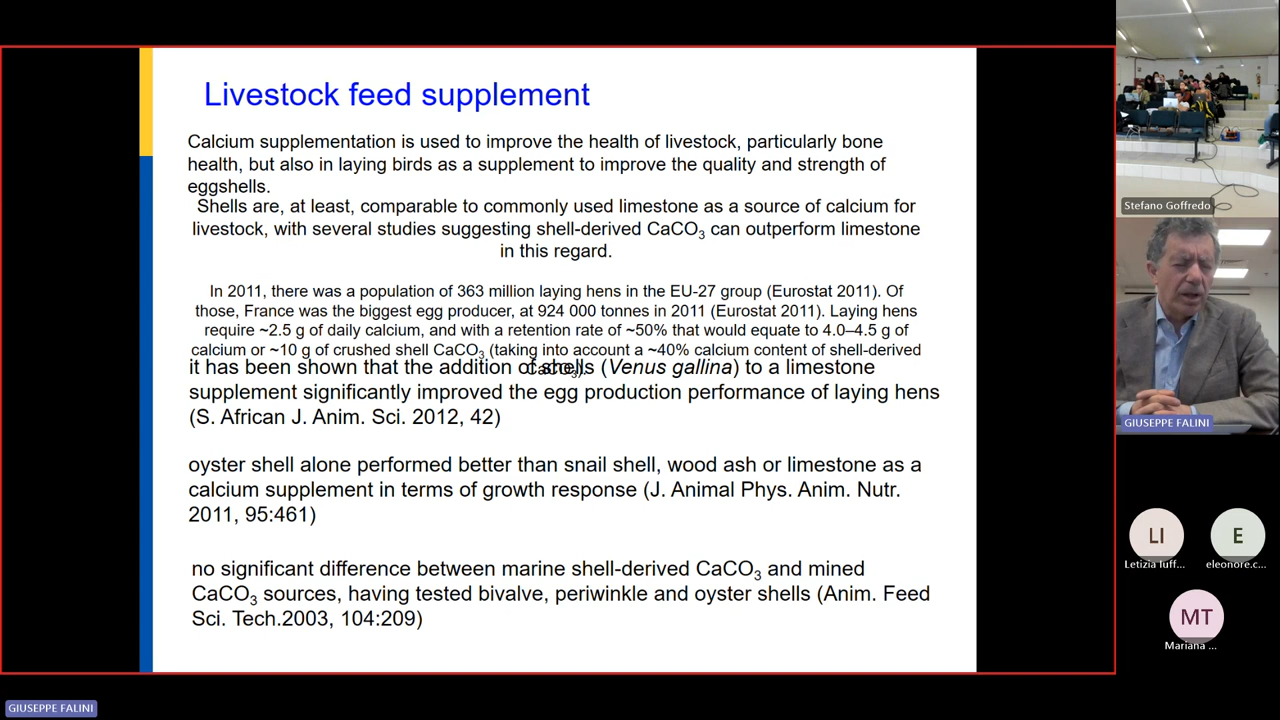 Livestock feed supplement
Calcium supplementation is used to improve the health of livestock, particularly bone
health, but also in laying birds as a supplement to improve the quality and strength of
eggshells.
Shells are, at least, comparable to commonly used limestone as a source of calcium for
livestock, with several studies suggesting shell-derived CaCO₃ can outperform limestone
in this regard.
In 2011, there was a population of 363 million laying hens in the EU-27 group (Eurostat 2011). Of
those, France was the biggest egg producer, at 924 000 tonnes in 2011 (Eurostat 2011). Laying hens
require ~2.5 g of daily calcium, and with a retention rate of ~50% that would equate to 4.0–4.5 g of
calcium or ~10 g of crushed shell CaCO₃ (taking into account a ~40% calcium content of shell-derived
CaCO₃).
it has been shown that the addition of shells (Venus gallina) to a limestone
supplement significantly improved the egg production performance of laying hens
(S. African J. Anim. Sci. 2012, 42)
oyster shell alone performed better than snail shell, wood ash or limestone as a
calcium supplement in terms of growth response (J. Animal Phys. Anim. Nutr.
2011, 95:461)
no significant difference between marine shell-derived CaCO₃ and mined
CaCO₃ sources, having tested bivalve, periwinkle and oyster shells (Anim. Feed
Sci. Tech.2003, 104:209)
Stefano Goffredo
GIUSEPPE FALINI
LI
Letizia Iuff...
E
eleonore.c...
MT
Mariana ...
GIUSEPPE FALINI